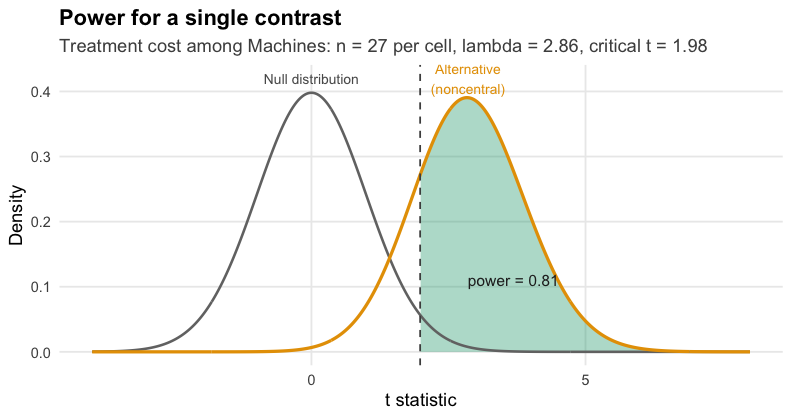 Power for a single contrast
Treatment cost among Machines: n = 27 per cell, lambda = 2.86, critical t = 1.98
Alternative
Null distribution
(noncentral)
0.4
0.3
0.2
0.1
0.0
Density
power = 0.81
0
5
t statistic